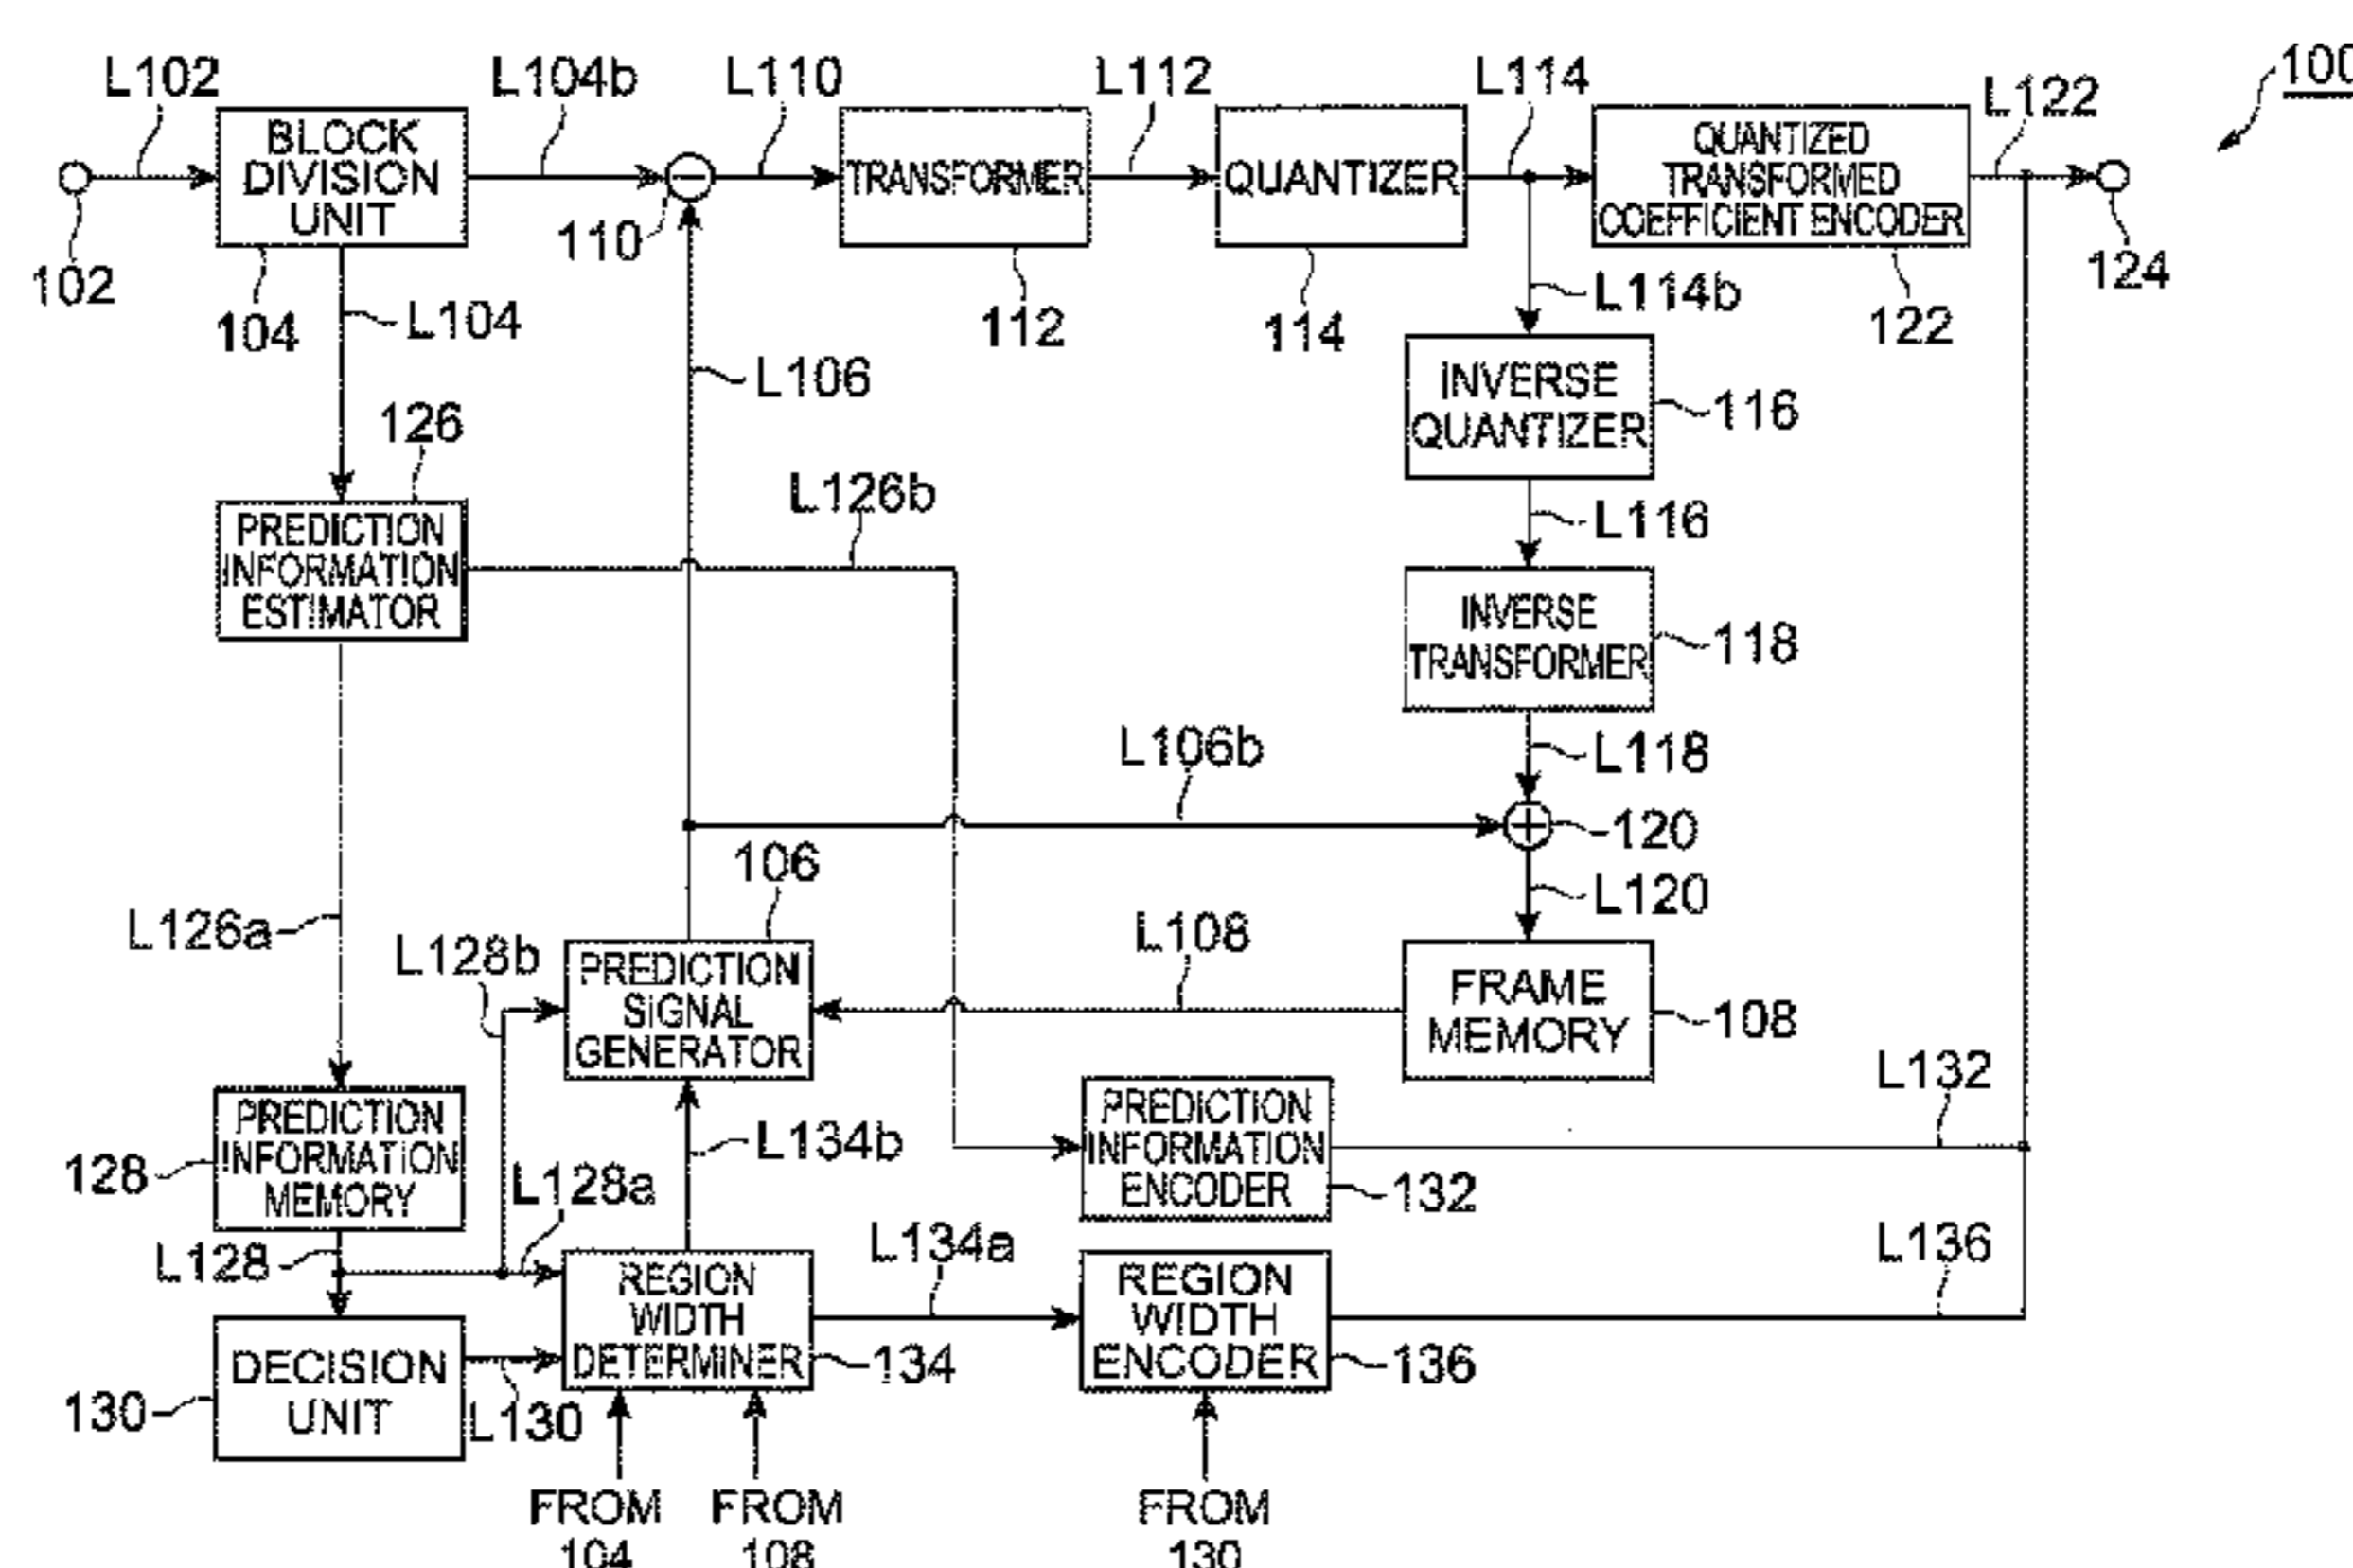 L102
L104b
L110
L112
L114
L122
100
BLOCK
DIVISION
UNIT
TRANSFORMER
QUANTIZER
QUANTIZED
TRANSFORMED
COEFFICIENT ENCODER
102
104
L104
110
112
114
L114b
122
124
L106
INVERSE
QUANTIZER
116
126
L126b
PREDICTION
INFORMATION
ESTIMATOR
L116
INVERSE
TRANSFORMER
118
L106b
L118
120
106
L120
L126a
L128b
L108
PREDICTION
SIGNAL
GENERATOR
FRAME
MEMORY
108
L132
PREDICTION
INFORMATION
MEMORY
128
L134b
PREDICTION
INFORMATION
ENCODER
132
L128a
L128
L134a
L136
REGION
WIDTH
DETERMINER
134
REGION
WIDTH
ENCODER
136
DECISION
UNIT
130
L130
FROM
104
FROM
108
FROM
130